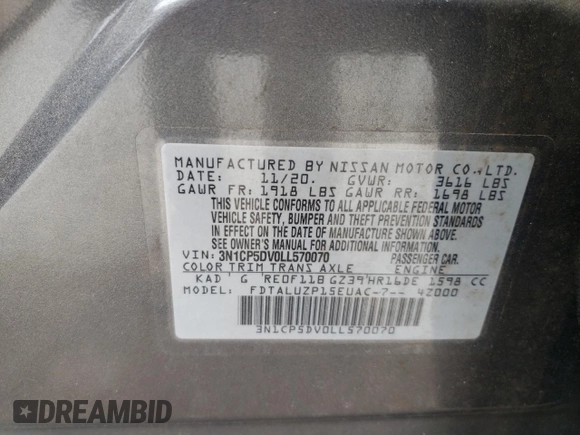 MANUFACTURED BY NISSAN MOTOR CO., LTD.
DATE: 11/20. GVWR: 3616 LBS
GAWR FR: 1918 LBS GAWR RR: 1698 LBS
THIS VEHICLE CONFORMS TO ALL APPLICABLE FEDERAL MOTOR
VEHICLE SAFETY, BUMPER AND THEFT PREVENTION STANDARDS
IN EFFECT ON THE DATE OF MANUFACTURE SHOWN ABOVE.
SEE OWNER'S MANUAL FOR ADDITIONAL INFORMATION.
VIN: 3N1CP5DV0LL570070 PASSENGER CAR.
COLOR TRIM TRANS AXLE ENGINE
KAD G RE0F11B GZ39 HR16DE 1598 CC
MODEL: FDTALUZP15EUAC-7-- 4Z000
3N1CP5DV0LL570070
DREAMBID